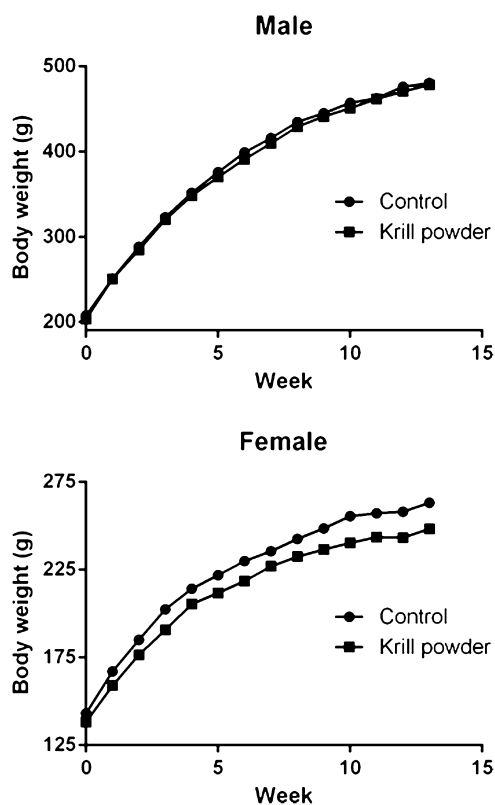 Male
500
400
300
200
Body weight (g)
Control
Krill powder
0 5 10 15
Week
Female
275
225
175
125
Body weight (g)
Control
Krill powder
0 5 10 15
Week